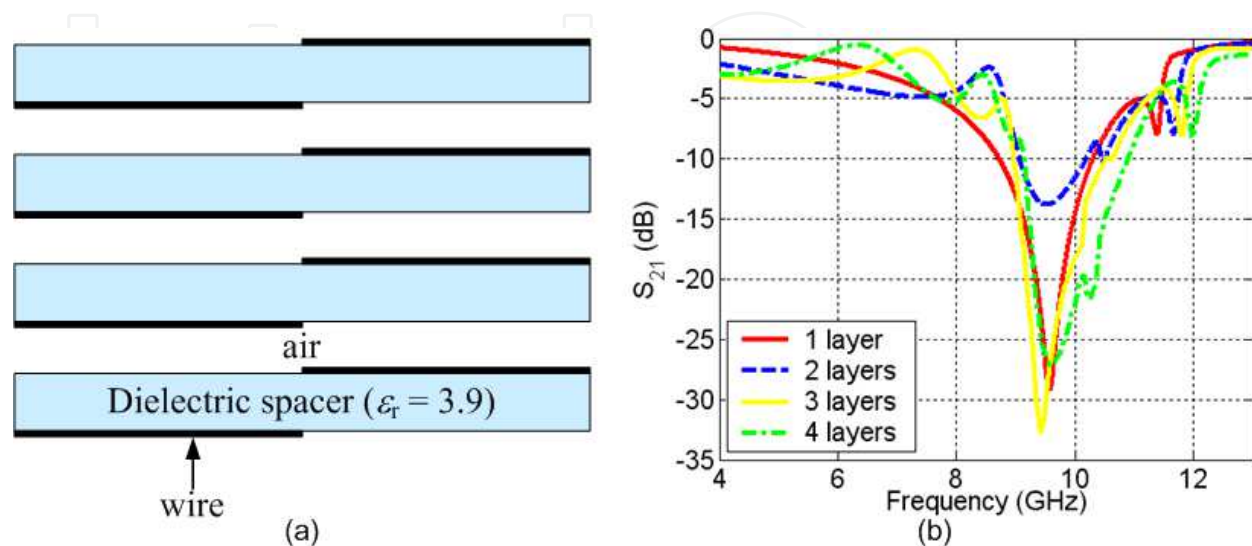 air
Dielectric spacer (εr = 3.9)
wire
(a)
0
-5
-10
-15
-20
-25
-30
-35
S21 (dB)
1 layer
2 layers
3 layers
4 layers
4
6
8
10
12
Frequency (GHz)
(b)